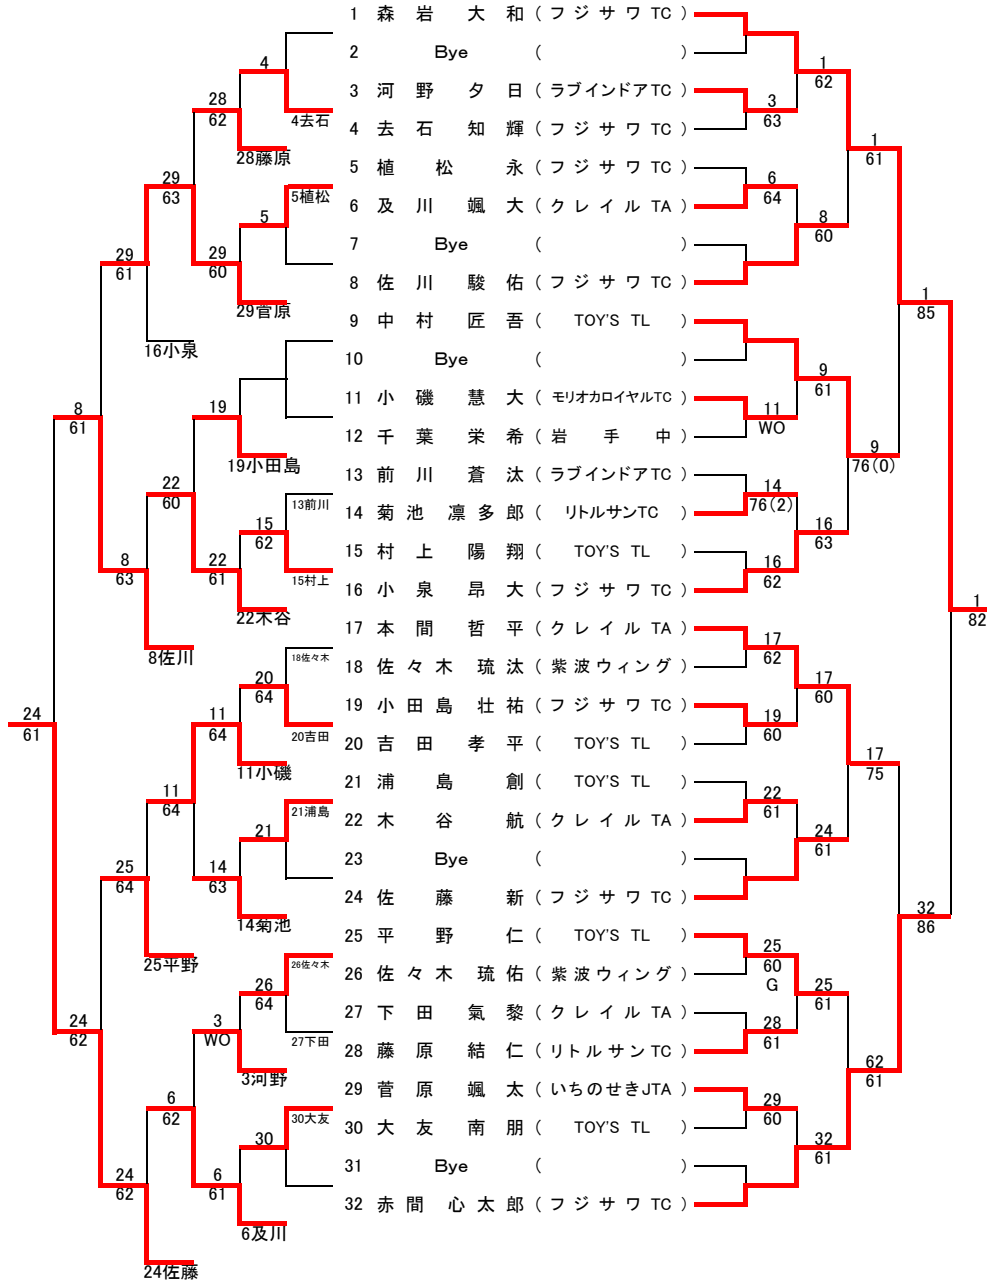 1 森岩 大和 (フジサワTC)
2 Bye ( )
3 河野 夕日 (ラブインドアTC)
4 去石 知輝 (フジサワTC)
5 植松 永 (フジサワTC)
6 及川 颯大 (クレイルTA)
7 Bye ( )
8 佐川 駿佑 (フジサワTC)
9 中村 匠吾 (TOY'S TL)
10 Bye ( )
11 小磯 慧大 (モリオカロイヤルTC)
12 千葉 栄希 (岩手中)
13 前川 蒼汰 (ラブインドアTC)
14 菊池 凛多郎 (リトルサンTC)
15 村上 陽翔 (TOY'S TL)
16 小泉 昂大 (フジサワTC)
17 本間 哲平 (クレイルTA)
18 佐々木 琉汰 (紫波ウィング)
19 小田島 壮祐 (フジサワTC)
20 吉田 孝平 (TOY'S TL)
21 浦島 創 (TOY'S TL)
22 木谷 航 (クレイルTA)
23 Bye ( )
24 佐藤 新 (フジサワTC)
25 平野 仁 (TOY'S TL)
26 佐々木 琉佑 (紫波ウィング)
27 下田 氣黎 (クレイルTA)
28 藤原 結仁 (リトルサンTC)
29 菅原 颯太 (いちのせきJTA)
30 大友 南朋 (TOY'S TL)
31 Bye ( )
32 赤間 心太郎 (フジサワTC)
3
63
6
64
11
WO
14
76(2)
16
62
17
62
19
60
22
61
25
60
G
28
61
29
60
1
62
8
60
9
61
16
63
17
60
24
61
25
61
32
61
1
61
9
76(0)
17
75
62
61
1
85
32
86
1
82
4
4去石
28
62
28藤原
5植松
5
29
60
29菅原
29
63
29
61
16小泉
19
19小田島
13前川
15
62
15村上
22
61
22木谷
22
60
8
63
8佐川
8
61
18佐々木
20
64
20吉田
11
64
11小磯
21浦島
21
14
63
14菊池
11
64
25
64
25平野
26佐々木
26
64
27下田
3
WO
3河野
30大友
30
6
61
6及川
6
62
24
62
24佐藤
24
62
24
61